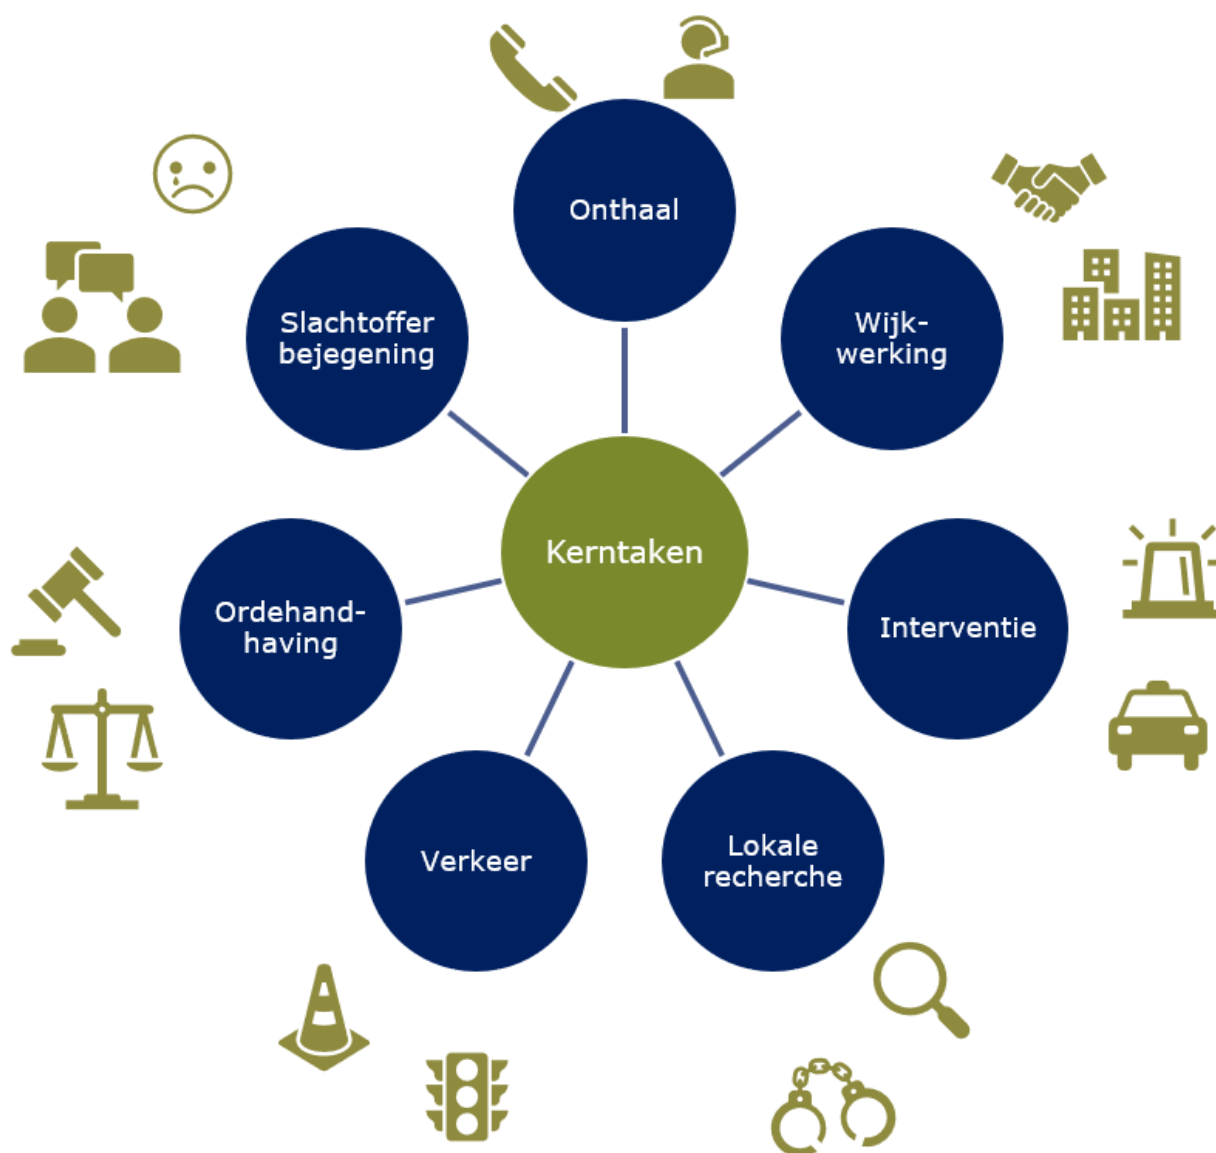 Onthaal
Slachtoffer
bejegening
Wijk-
werking
Kerntaken
Ordehand-
having
Interventie
Verkeer
Lokale
recherche